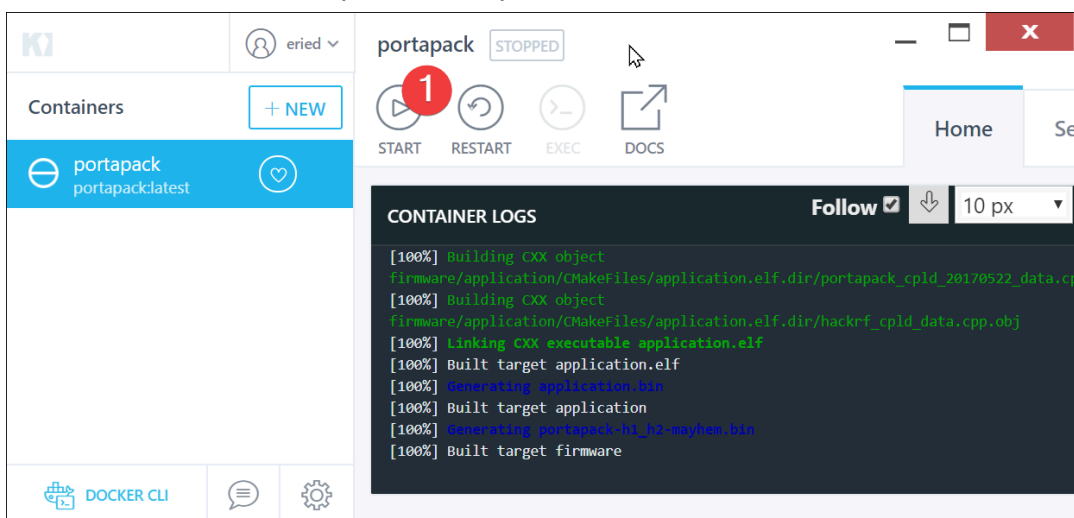 eried
portapack STOPPED
1
Containers
+ NEW
START RESTART EXEC DOCS
Home
Se
portapack
portapack:latest
CONTAINER LOGS
Follow
10 px
[100%] Building CXX object
firmware/application/CMakeFiles/application.elf.dir/portapack_cpld_20170522_data.cp
[100%] Building CXX object
firmware/application/CMakeFiles/application.elf.dir/hackrf_cpld_data.cpp.obj
[100%] Linking CXX executable application.elf
[100%] Built target application.elf
[100%] Generating application.bin
[100%] Built target application
[100%] Generating portapack-h1_h2-mayhem.bin
[100%] Built target firmware
DOCKER CLI